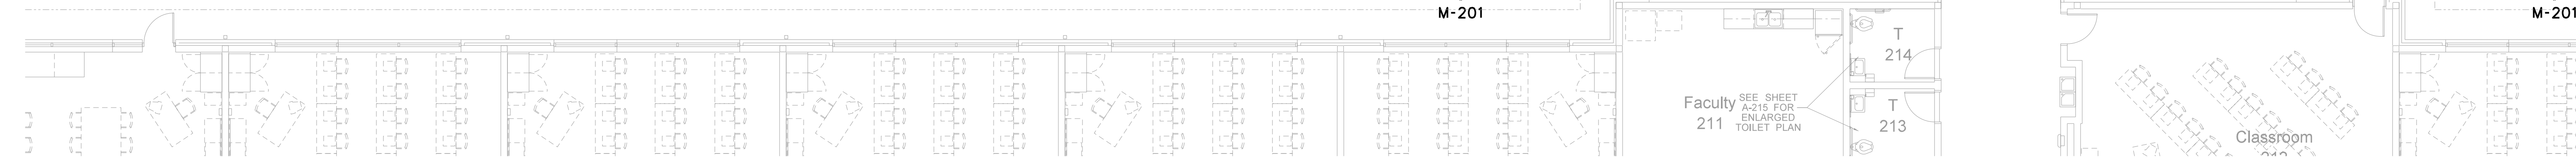 M-201
M-201
T
214
Faculty
211
SEE SHEET
A-215 FOR
ENLARGED
TOILET PLAN
T
213
Classroom